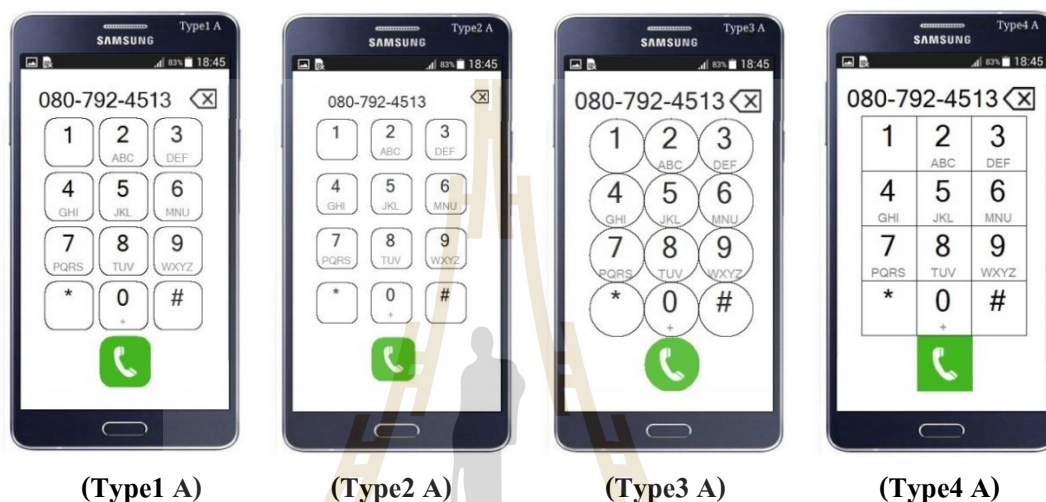 Type1 A
SAMSUNG
83% 18:45
080-792-4513
1 2 3
ABC DEF
4 5 6
GHI JKL MNU
7 8 9
PQRS TUV WXYZ
* 0 #
+
(Type1 A)
Type2 A
SAMSUNG
83% 18:45
080-792-4513
1 2 3
ABC DEF
4 5 6
GHI JKL MNU
7 8 9
PQRS TUV WXYZ
* 0 #
+
(Type2 A)
Type3 A
SAMSUNG
83% 18:45
080-792-4513
1 2 3
ABC DEF
4 5 6
GHI JKL MNU
7 8 9
PQRS TUV WXYZ
* 0 #
+
(Type3 A)
Type4 A
SAMSUNG
83% 18:45
080-792-4513
1 2 3
ABC DEF
4 5 6
GHI JKL MNU
7 8 9
PQRS TUV WXYZ
* 0 #
+
(Type4 A)